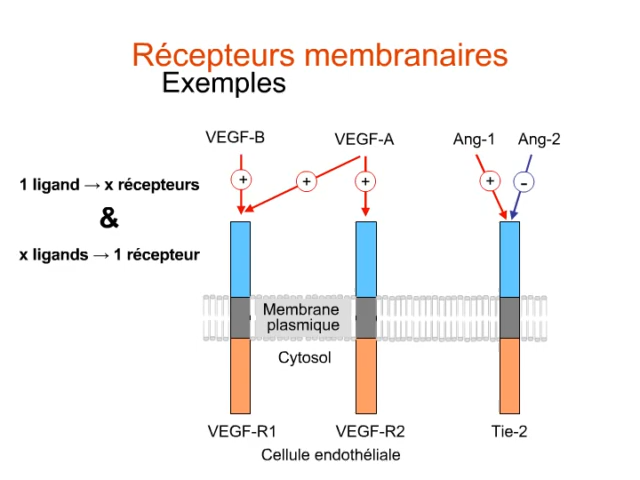 Récepteurs membranaires
Exemples
VEGF-B
VEGF-A
Ang-1
Ang-2
+
+
+
+
-
1 ligand → x récepteurs
&
x ligands → 1 récepteur
Membrane
plasmique
Cytosol
VEGF-R1
VEGF-R2
Tie-2
Cellule endothéliale